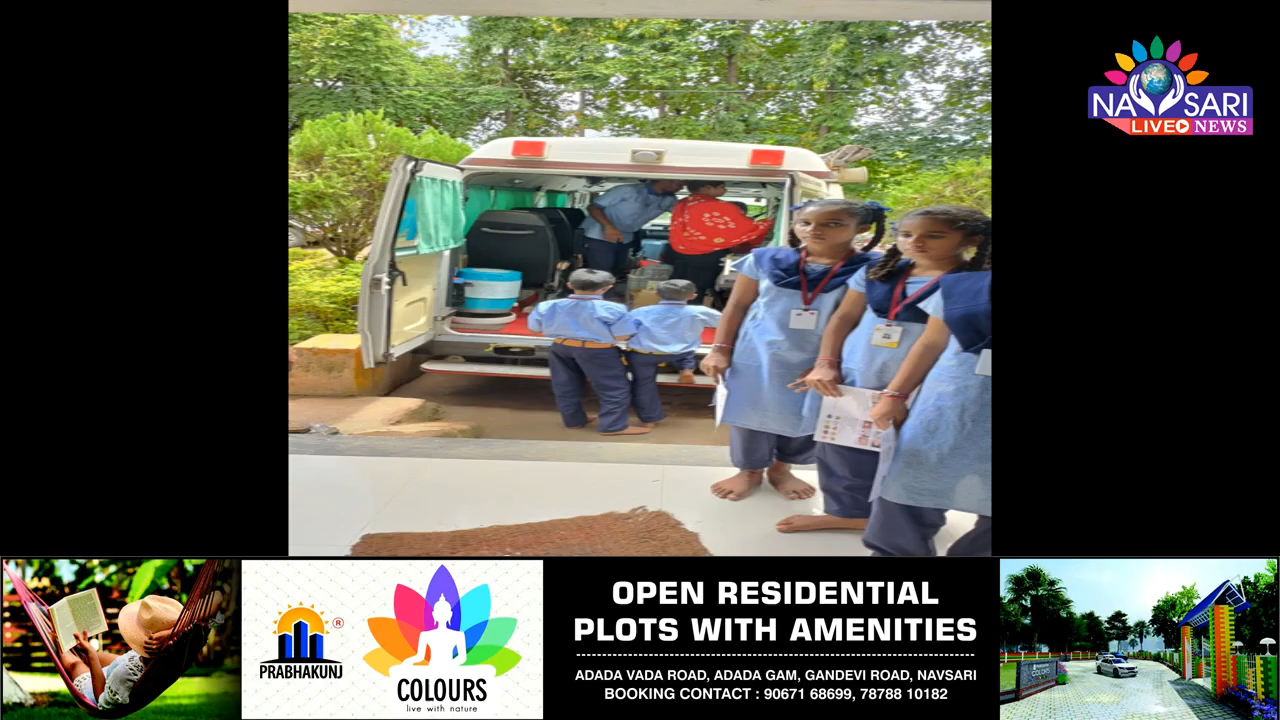 NAVSARI
LIVE NEWS
PRABHAKUNJ
®
COLOURS
live with nature
OPEN RESIDENTIAL
PLOTS WITH AMENITIES
ADADA VADA ROAD, ADADA GAM, GANDEVI ROAD, NAVSARI
BOOKING CONTACT : 90671 68699, 78788 10182
COLOURS